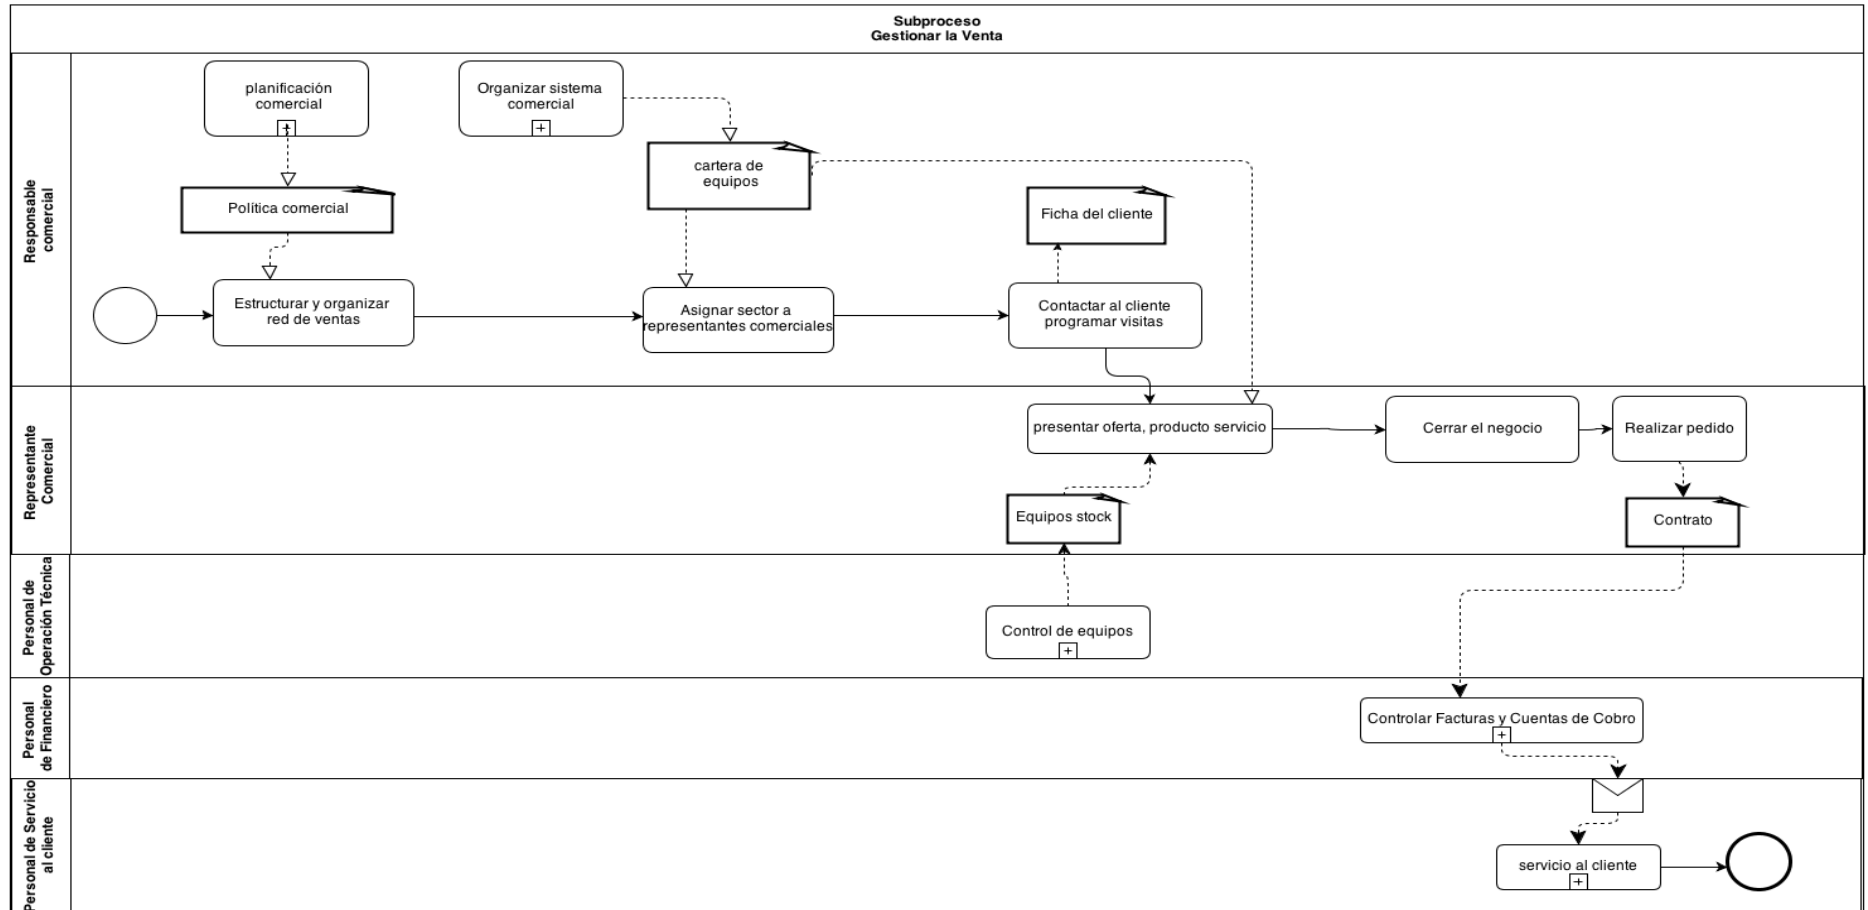 Subproceso
Gestionar la Venta
Responsable
comercial
planificación
comercial
Organizar sistema
comercial
cartera de
equipos
Política comercial
Ficha del cliente
Estructurar y organizar
red de ventas
Asignar sector a
representantes comerciales
Contactar al cliente
programar visitas
Representante
Comercial
presentar oferta, producto servicio
Cerrar el negocio
Realizar pedido
Equipos stock
Contrato
Personal de
Operación Técnica
Control de equipos
Personal
de Financiero
Controlar Facturas y Cuentas de Cobro
Personal de Servicio
al cliente
servicio al cliente